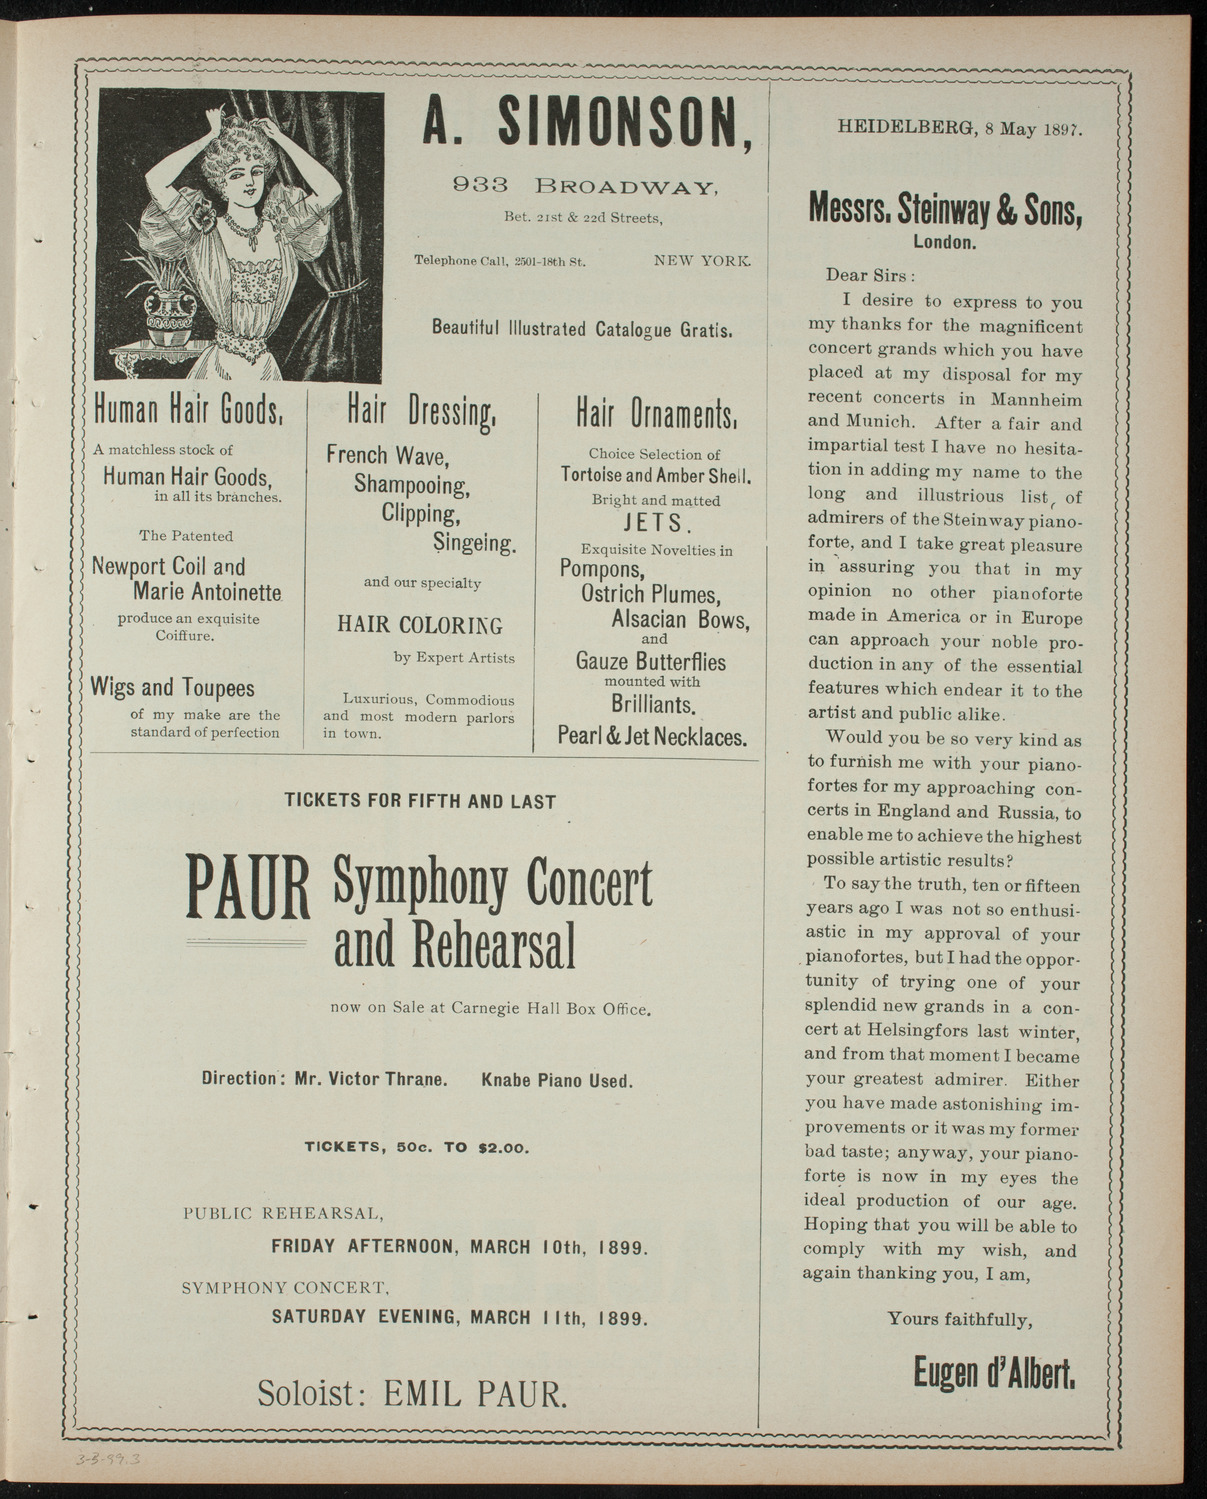 A. SIMONSON,
933 BROADWAY,
Bet. 21st & 22d Streets,
Telephone Call, 2501-18th St. NEW YORK.
Beautiful Illustrated Catalogue Gratis.
Human Hair Goods,
A matchless stock of
Human Hair Goods,
in all its branches.
The Patented
Newport Coil and
Marie Antoinette
produce an exquisite
Coiffure.
Wigs and Toupees
of my make are the
standard of perfection
Hair Dressing,
French Wave,
Shampooing,
Clipping,
Singeing.
and our specialty
HAIR COLORING
by Expert Artists
Luxurious, Commodious
and most modern parlors
in town.
Hair Ornaments,
Choice Selection of
Tortoise and Amber Shell.
Bright and matted
JETS.
Exquisite Novelties in
Pompons,
Ostrich Plumes,
Alsacian Bows,
and
Gauze Butterflies
mounted with
Brilliants.
Pearl & Jet Necklaces.
TICKETS FOR FIFTH AND LAST
PAUR Symphony Concert
and Rehearsal
now on Sale at Carnegie Hall Box Office.
Direction: Mr. Victor Thrane. Knabe Piano Used.
TICKETS, 50c. TO $2.00.
PUBLIC REHEARSAL,
FRIDAY AFTERNOON, MARCH 10th, 1899.
SYMPHONY CONCERT,
SATURDAY EVENING, MARCH 11th, 1899.
Soloist: EMIL PAUR.
HEIDELBERG, 8 May 1897.
Messrs. Steinway & Sons,
London.
Dear Sirs:
I desire to express to you
my thanks for the magnificent
concert grands which you have
placed at my disposal for my
recent concerts in Mannheim
and Munich. After a fair and
impartial test I have no hesita-
tion in adding my name to the
long and illustrious list, of
admirers of the Steinway piano-
forte, and I take great pleasure
in assuring you that in my
opinion no other pianoforte
made in America or in Europe
can approach your noble pro-
duction in any of the essential
features which endear it to the
artist and public alike.
Would you be so very kind as
to furnish me with your piano-
fortes for my approaching con-
certs in England and Russia, to
enable me to achieve the highest
possible artistic results?
To say the truth, ten or fifteen
years ago I was not so enthusi-
astic in my approval of your
pianofortes, but I had the oppor-
tunity of trying one of your
splendid new grands in a con-
cert at Helsingfors last winter,
and from that moment I became
your greatest admirer. Either
you have made astonishing im-
provements or it was my former
bad taste; anyway, your piano-
forte is now in my eyes the
ideal production of our age.
Hoping that you will be able to
comply with my wish, and
again thanking you, I am,
Yours faithfully,
Eugen d'Albert.
3-3-99.3